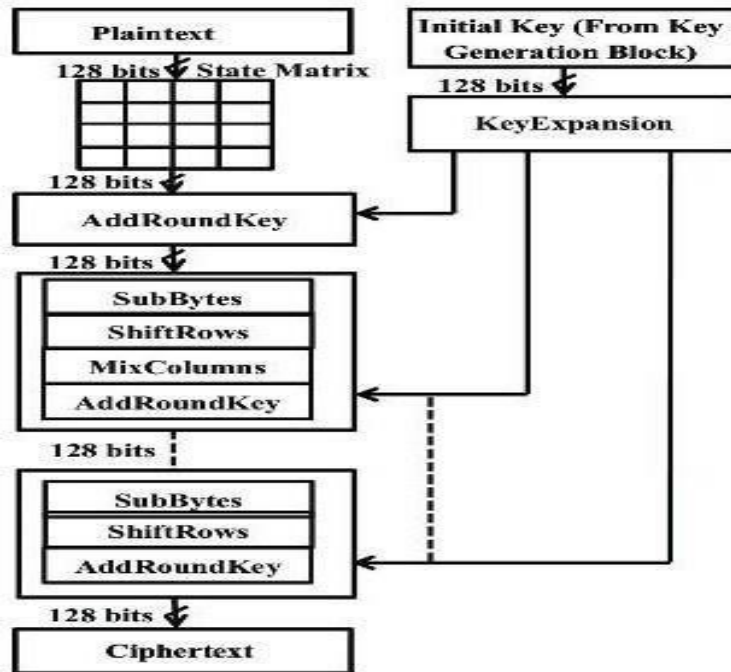 Plaintext
128 bits
State Matrix
128 bits
AddRoundKey
128 bits
SubBytes
ShiftRows
MixColumns
AddRoundKey
128 bits
SubBytes
ShiftRows
AddRoundKey
128 bits
Ciphertext
Initial Key (From Key
Generation Block)
128 bits
KeyExpansion